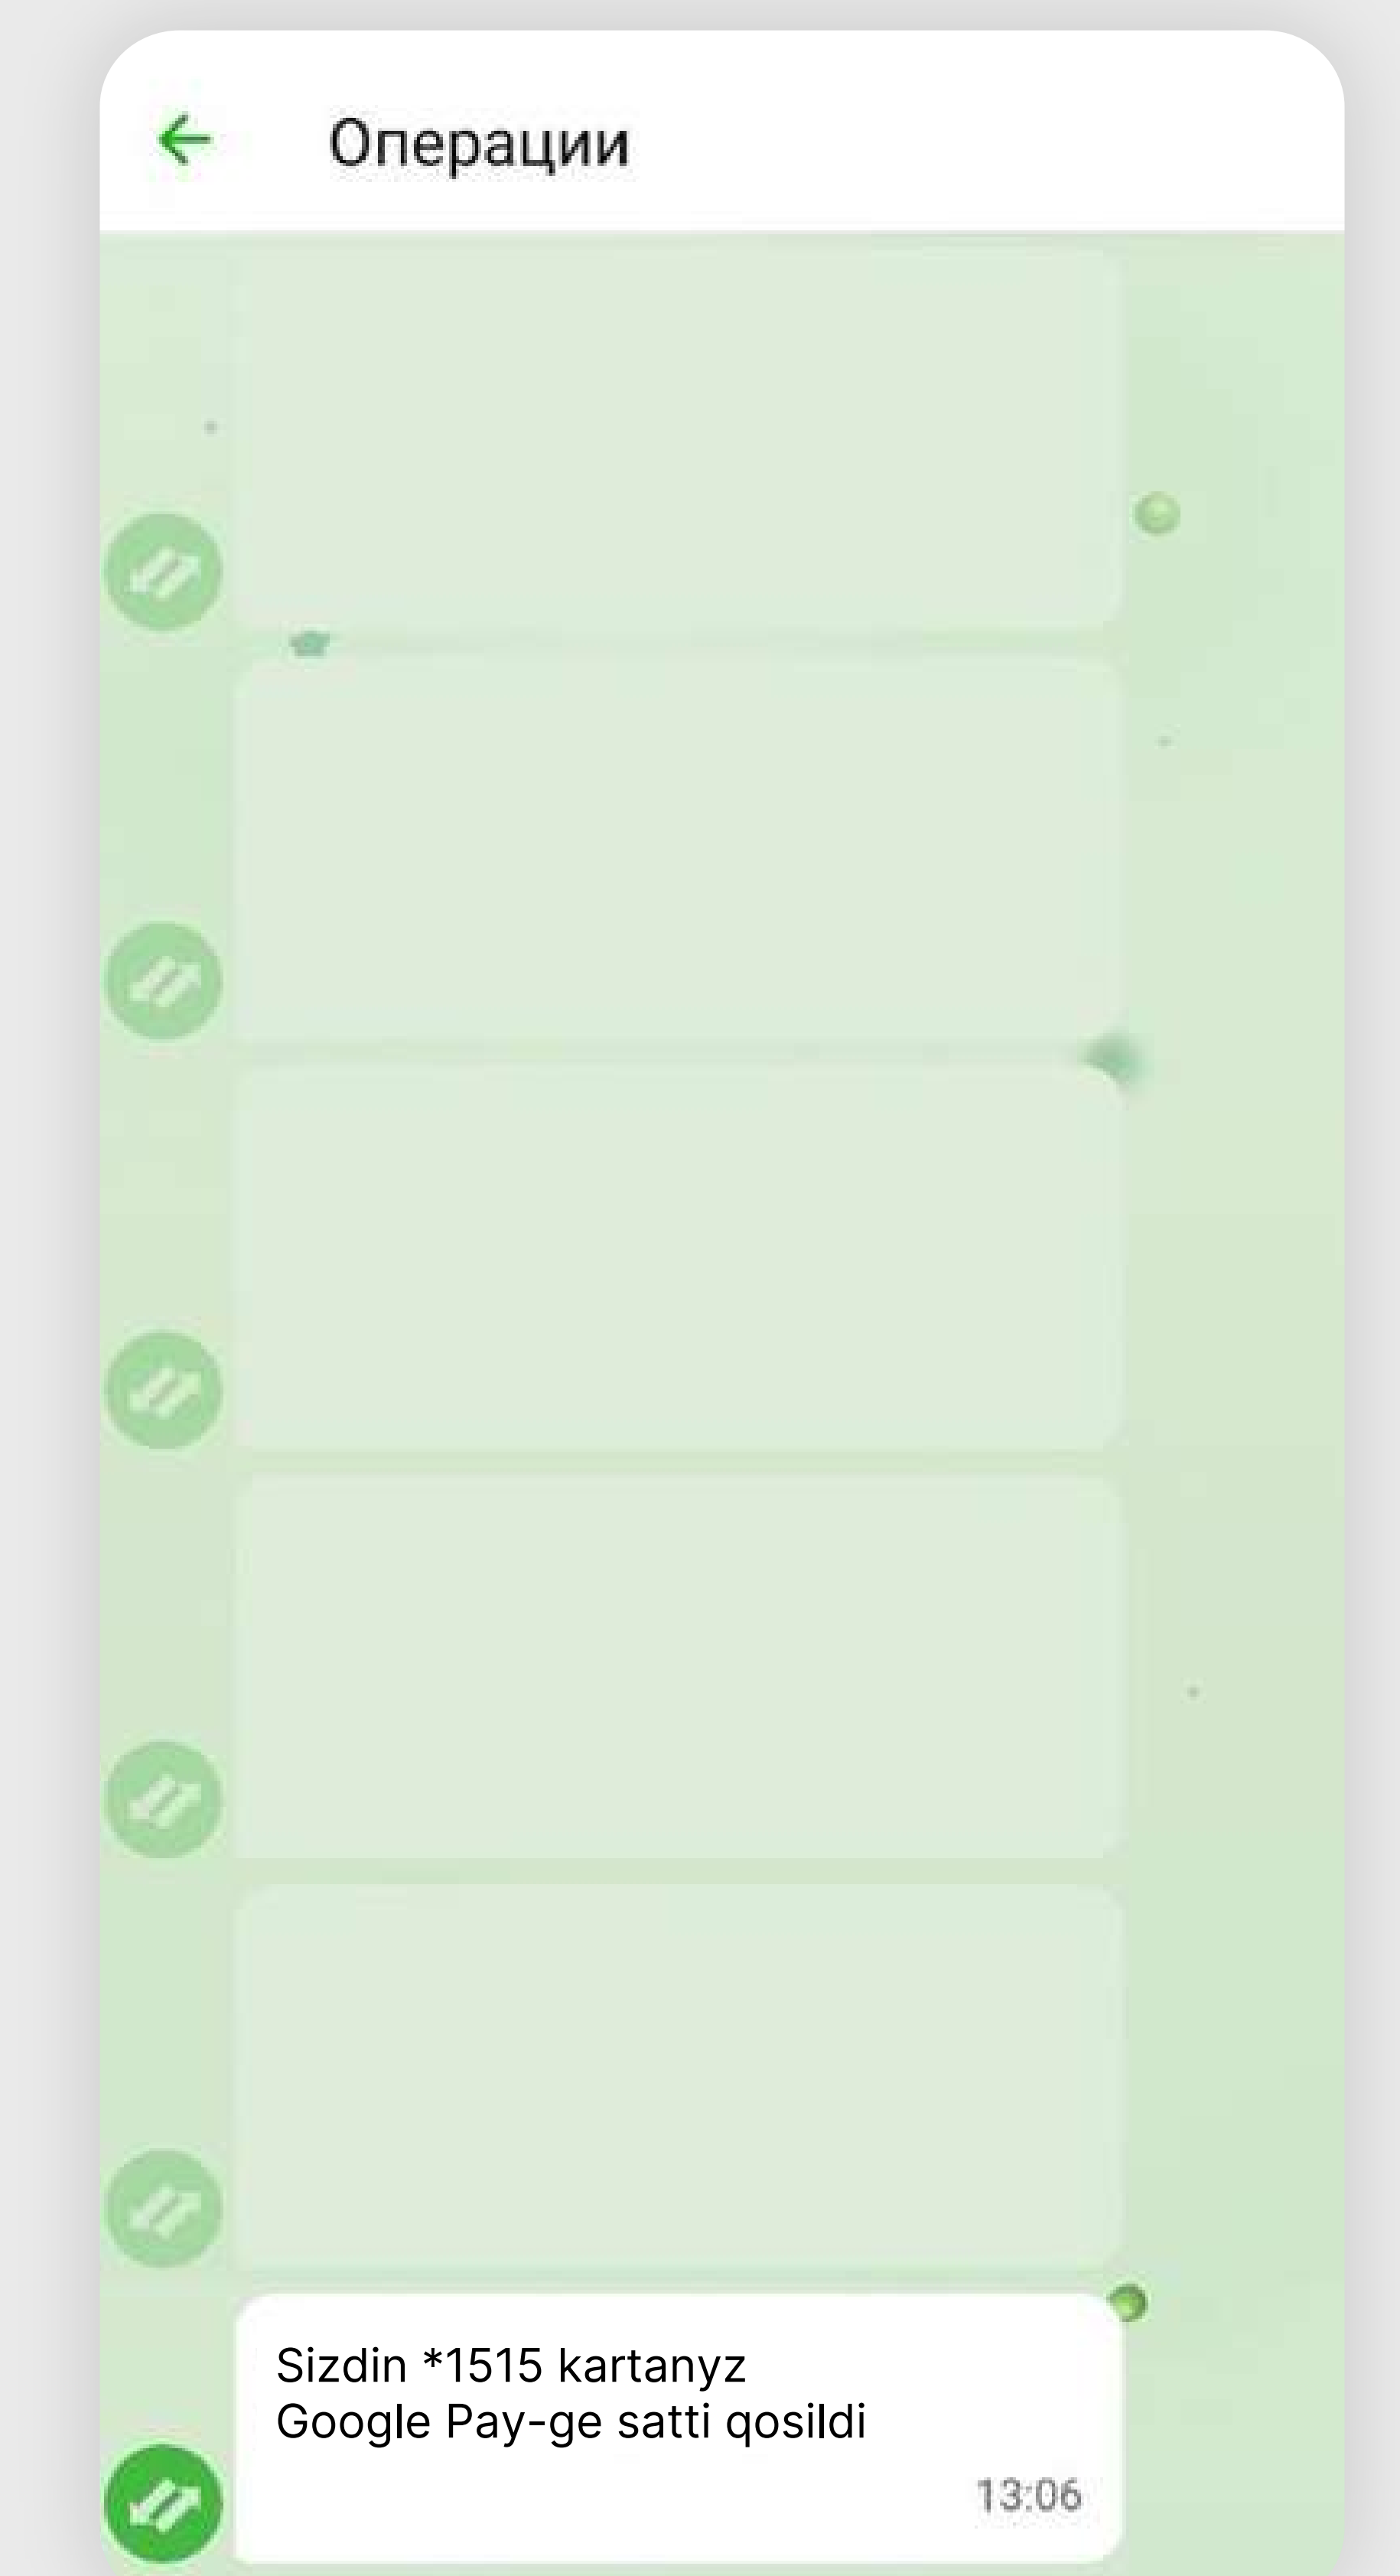 Операции
Sizdin *1515 kartanyz
Google Pay-ge satti qosildi
13:06